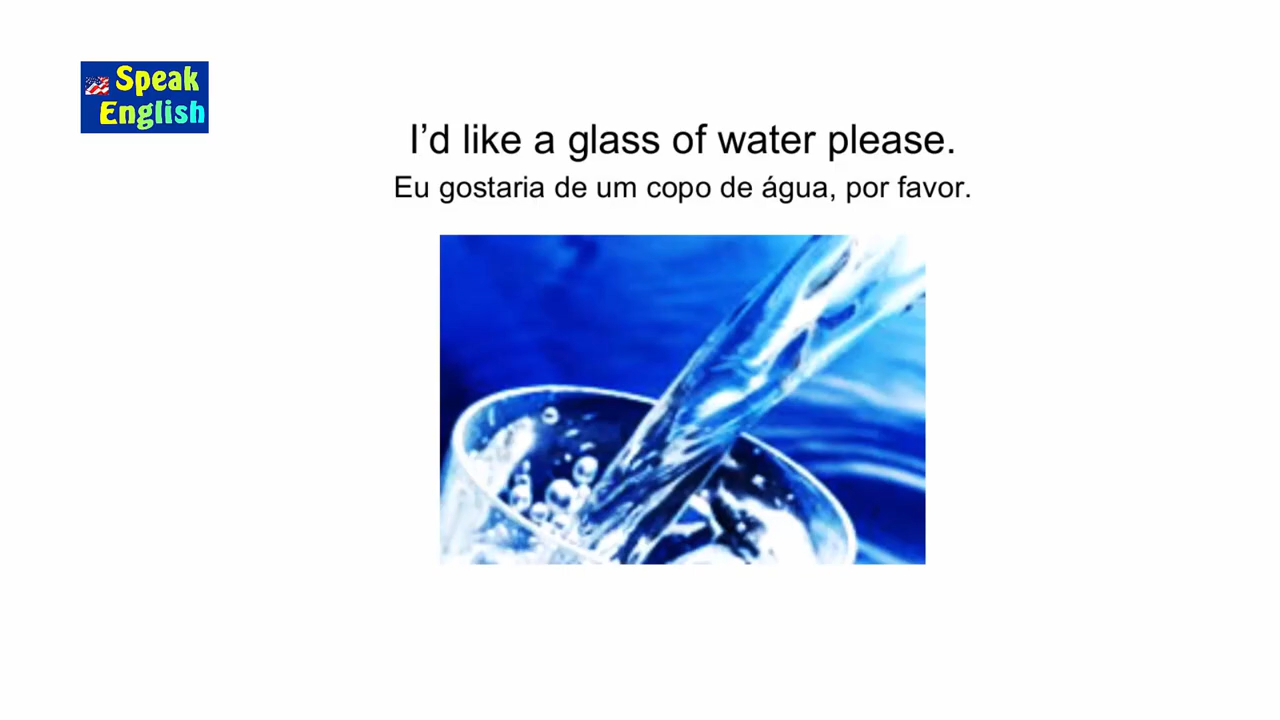 Speak
English
I’d like a glass of water please.
Eu gostaria de um copo de água, por favor.